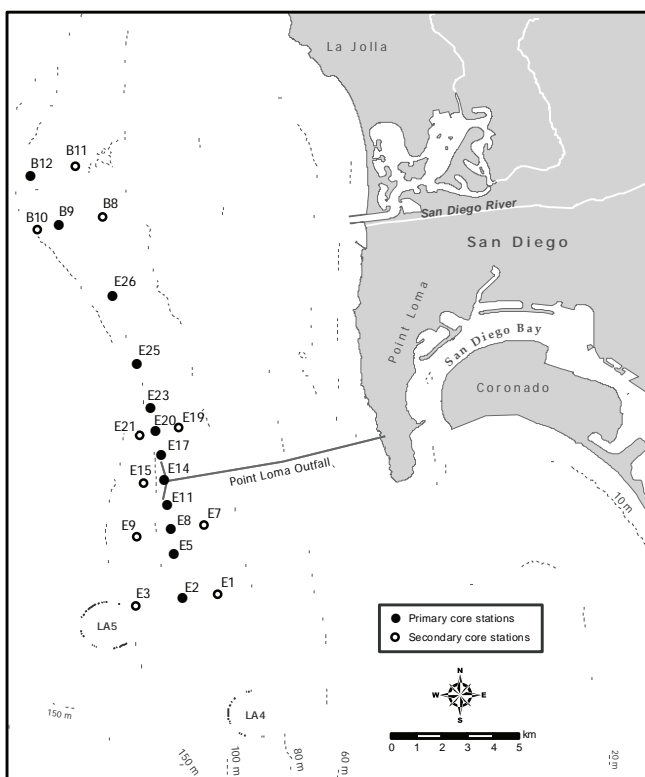 La Jolla
B11
B12
San Diego River
B8
B10
B9
San Diego
E26
Point Loma
San Diego Bay
E25
Coronado
E23
E19
E21
E20
E17
Point Loma Outfall
E15
E14
E11
10 m
E7
E8
E9
E5
E1
E2
E3
LA5
Primary core stations
Secondary core stations
N
W
E
S
LA4
150 m
km
0
1
2
3
4
5
150 m
100 m
80 m
60 m
20 m